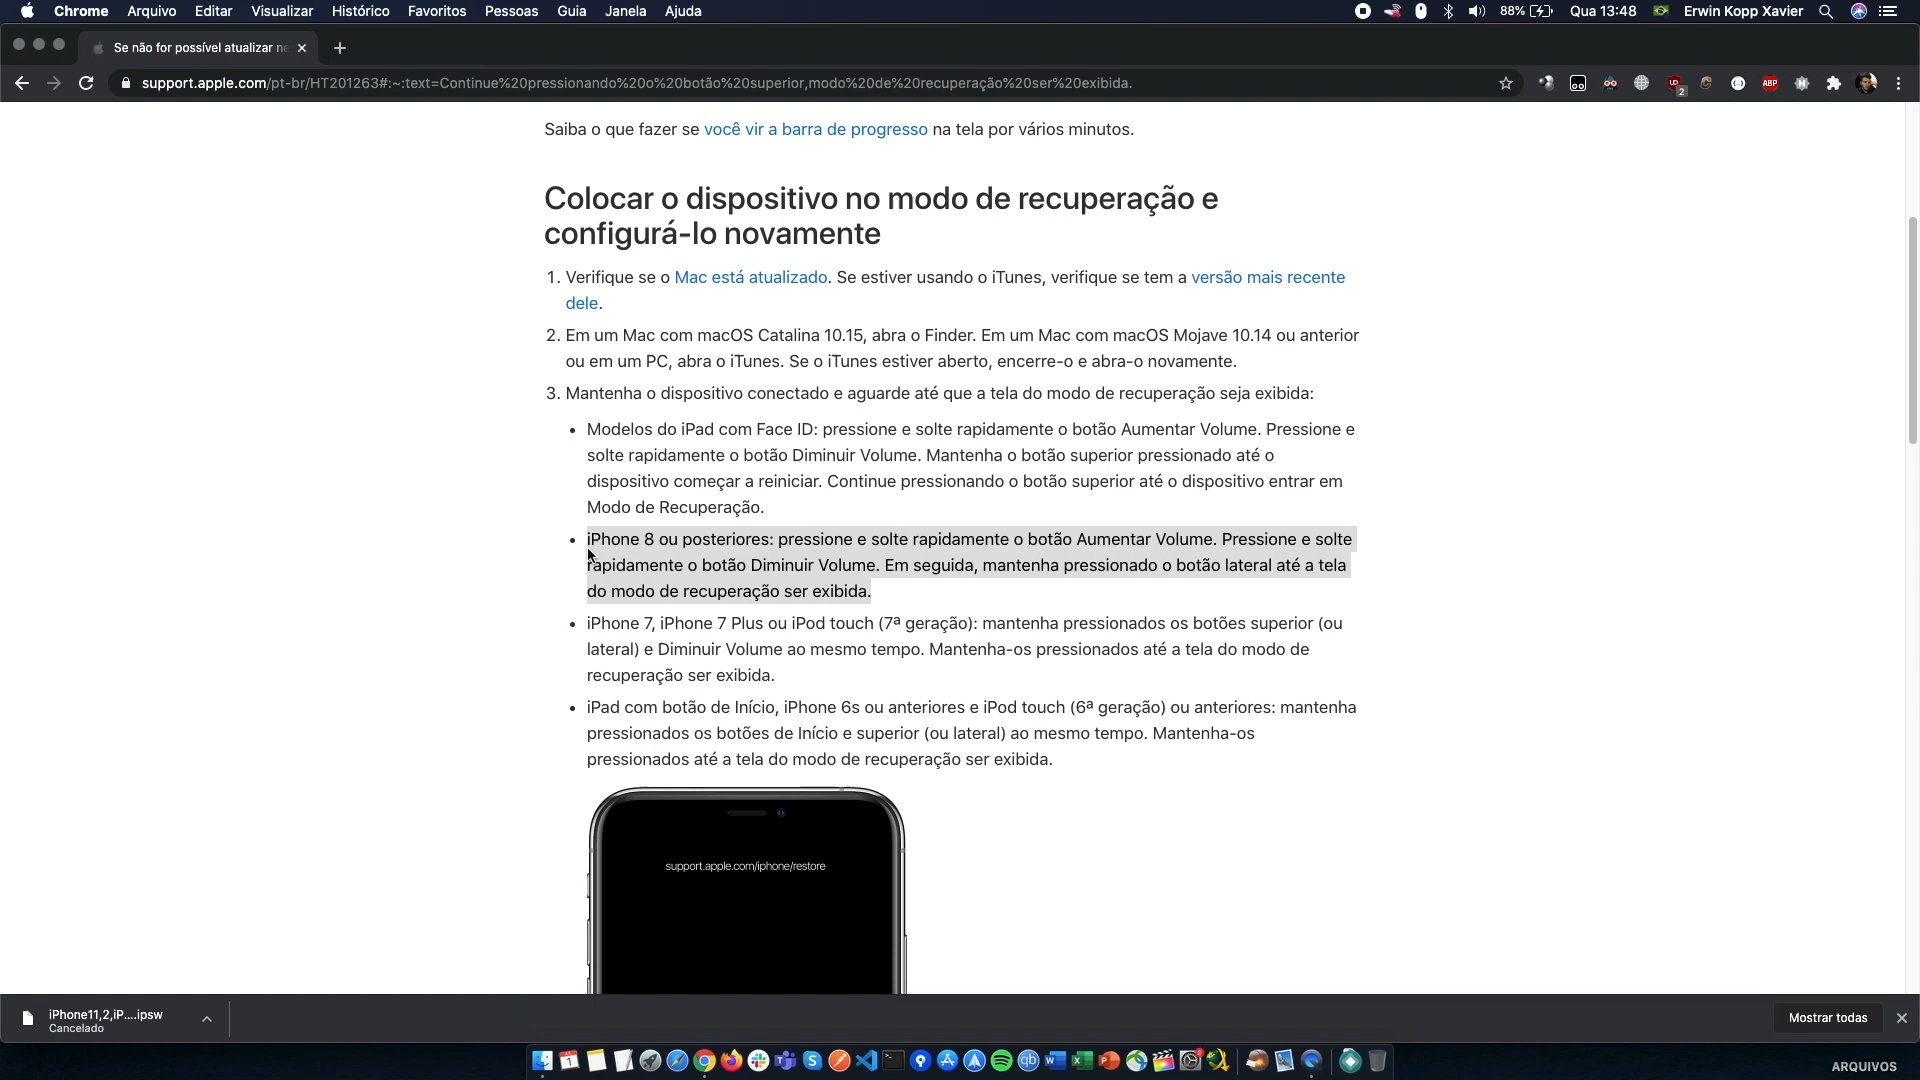 Chrome Arquivo Editar Visualizar Histórico Favoritos Pessoas Guia Janela Ajuda 88% Qua 13:48 Erwin Kopp Xavier
Se não for possível atualizar
support.apple.com/pt-br/HT201263#:~:text=Continue%20pressionando%20o%20botão%20superior,modo%20de%20recuperação%20ser%20exibida.
UD 2 ABP N
Saiba o que fazer se você vir a barra de progresso na tela por vários minutos.
Colocar o dispositivo no modo de recuperação e
configurá-lo novamente
1. Verifique se o Mac está atualizado. Se estiver usando o iTunes, verifique se tem a versão mais recente
dele.
2. Em um Mac com macOS Catalina 10.15, abra o Finder. Em um Mac com macOS Mojave 10.14 ou anterior
ou em um PC, abra o iTunes. Se o iTunes estiver aberto, encerre-o e abra-o novamente.
3. Mantenha o dispositivo conectado e aguarde até que a tela do modo de recuperação seja exibida:
• Modelos do iPad com Face ID: pressione e solte rapidamente o botão Aumentar Volume. Pressione e
solte rapidamente o botão Diminuir Volume. Mantenha o botão superior pressionado até o
dispositivo começar a reiniciar. Continue pressionando o botão superior até o dispositivo entrar em
Modo de Recuperação.
• iPhone 8 ou posteriores: pressione e solte rapidamente o botão Aumentar Volume. Pressione e solte
rapidamente o botão Diminuir Volume. Em seguida, mantenha pressionado o botão lateral até a tela
do modo de recuperação ser exibida.
• iPhone 7, iPhone 7 Plus ou iPod touch (7ª geração): mantenha pressionados os botões superior (ou
lateral) e Diminuir Volume ao mesmo tempo. Mantenha-os pressionados até a tela do modo de
recuperação ser exibida.
• iPad com botão de Início, iPhone 6s ou anteriores e iPod touch (6ª geração) ou anteriores: mantenha
pressionados os botões de Início e superior (ou lateral) ao mesmo tempo. Mantenha-os
pressionados até a tela do modo de recuperação ser exibida.
support.apple.com/iphone/restore
iPhone11,2,iP....ipsw
Cancelado
Mostrar todas
ARQUIVOS